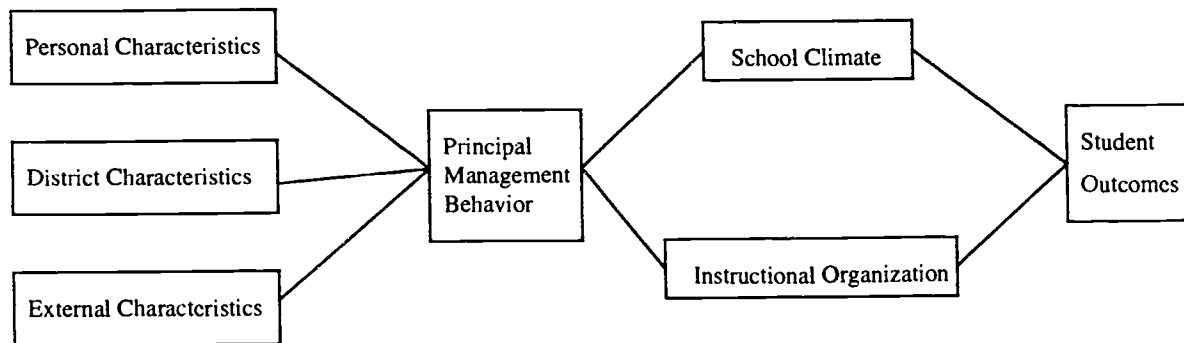 Personal Characteristics
District Characteristics
External Characteristics
Principal
Management
Behavior
School Climate
Instructional Organization
Student
Outcomes